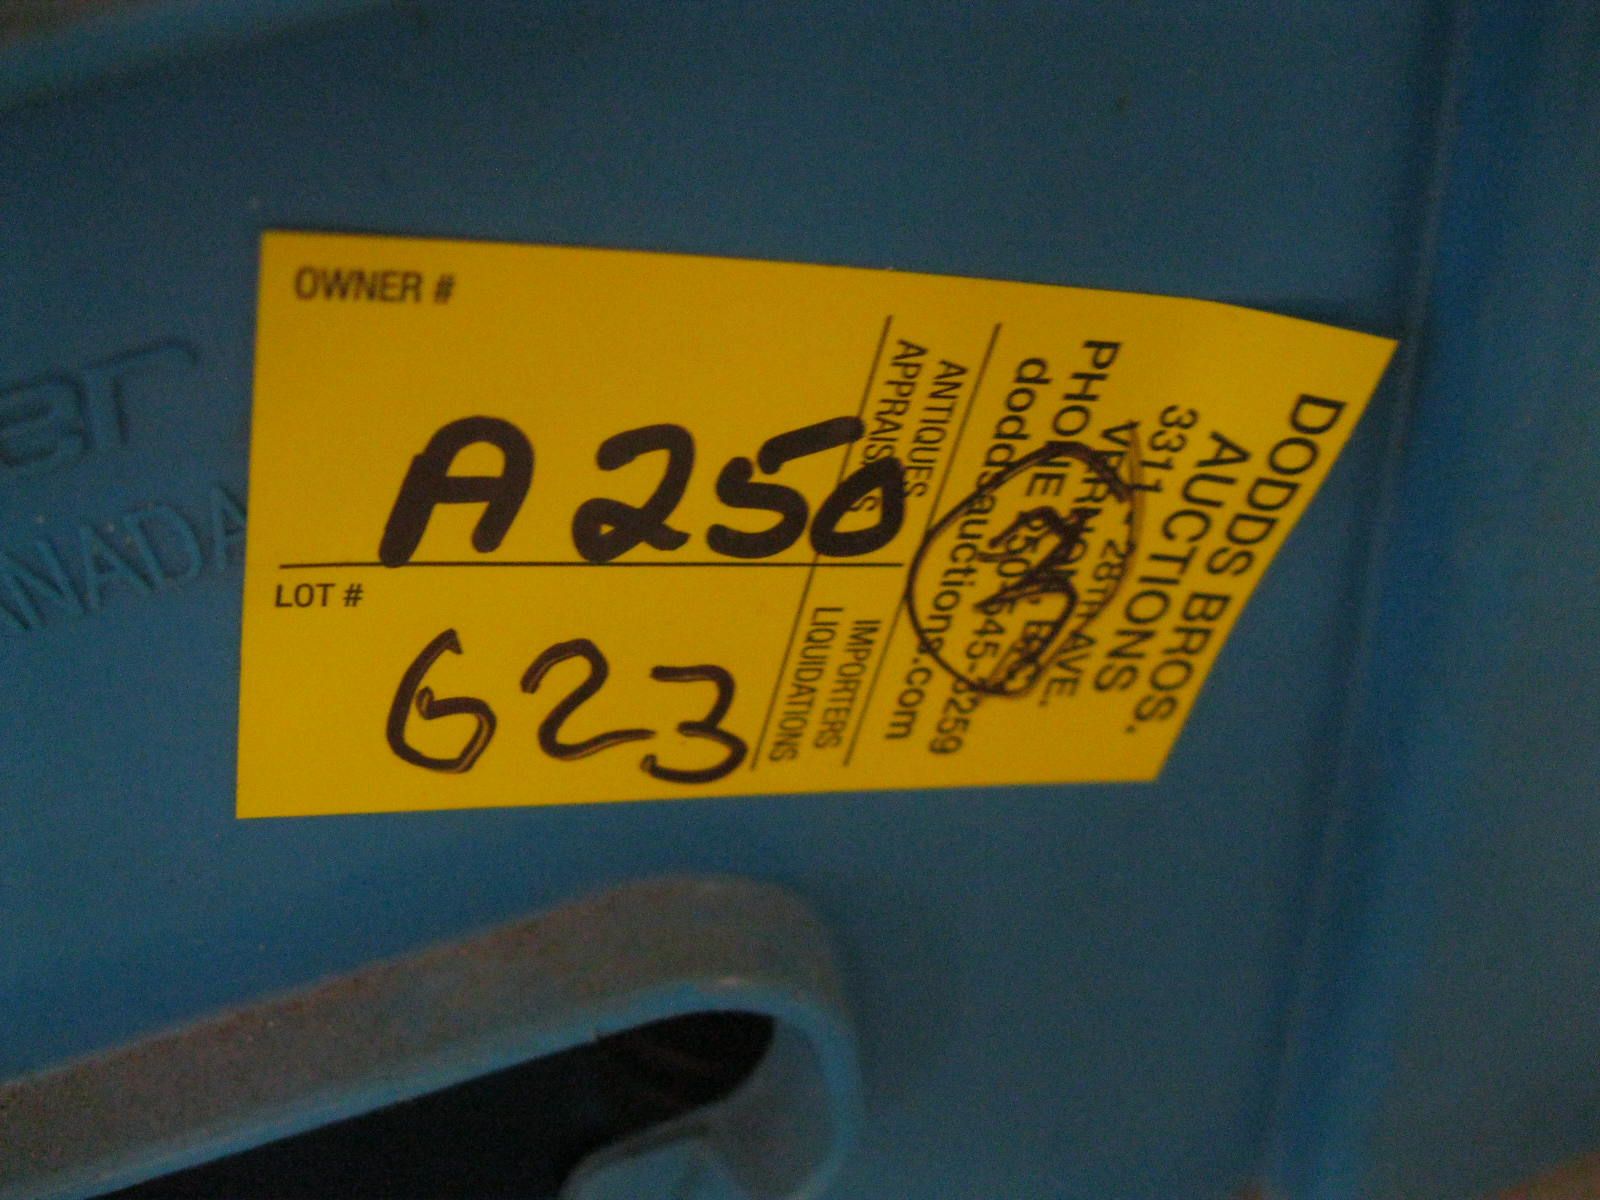 OWNER #
A250
LOT #
623
DODDS BROS.
AUCTIONS
3311 - 28TH AVE.
VERNON, B.C.
PHONE 250-545-3259
doddsauctions.com
ANTIQUES
IMPORTERS
APPRAISALS
LIQUIDATIONS